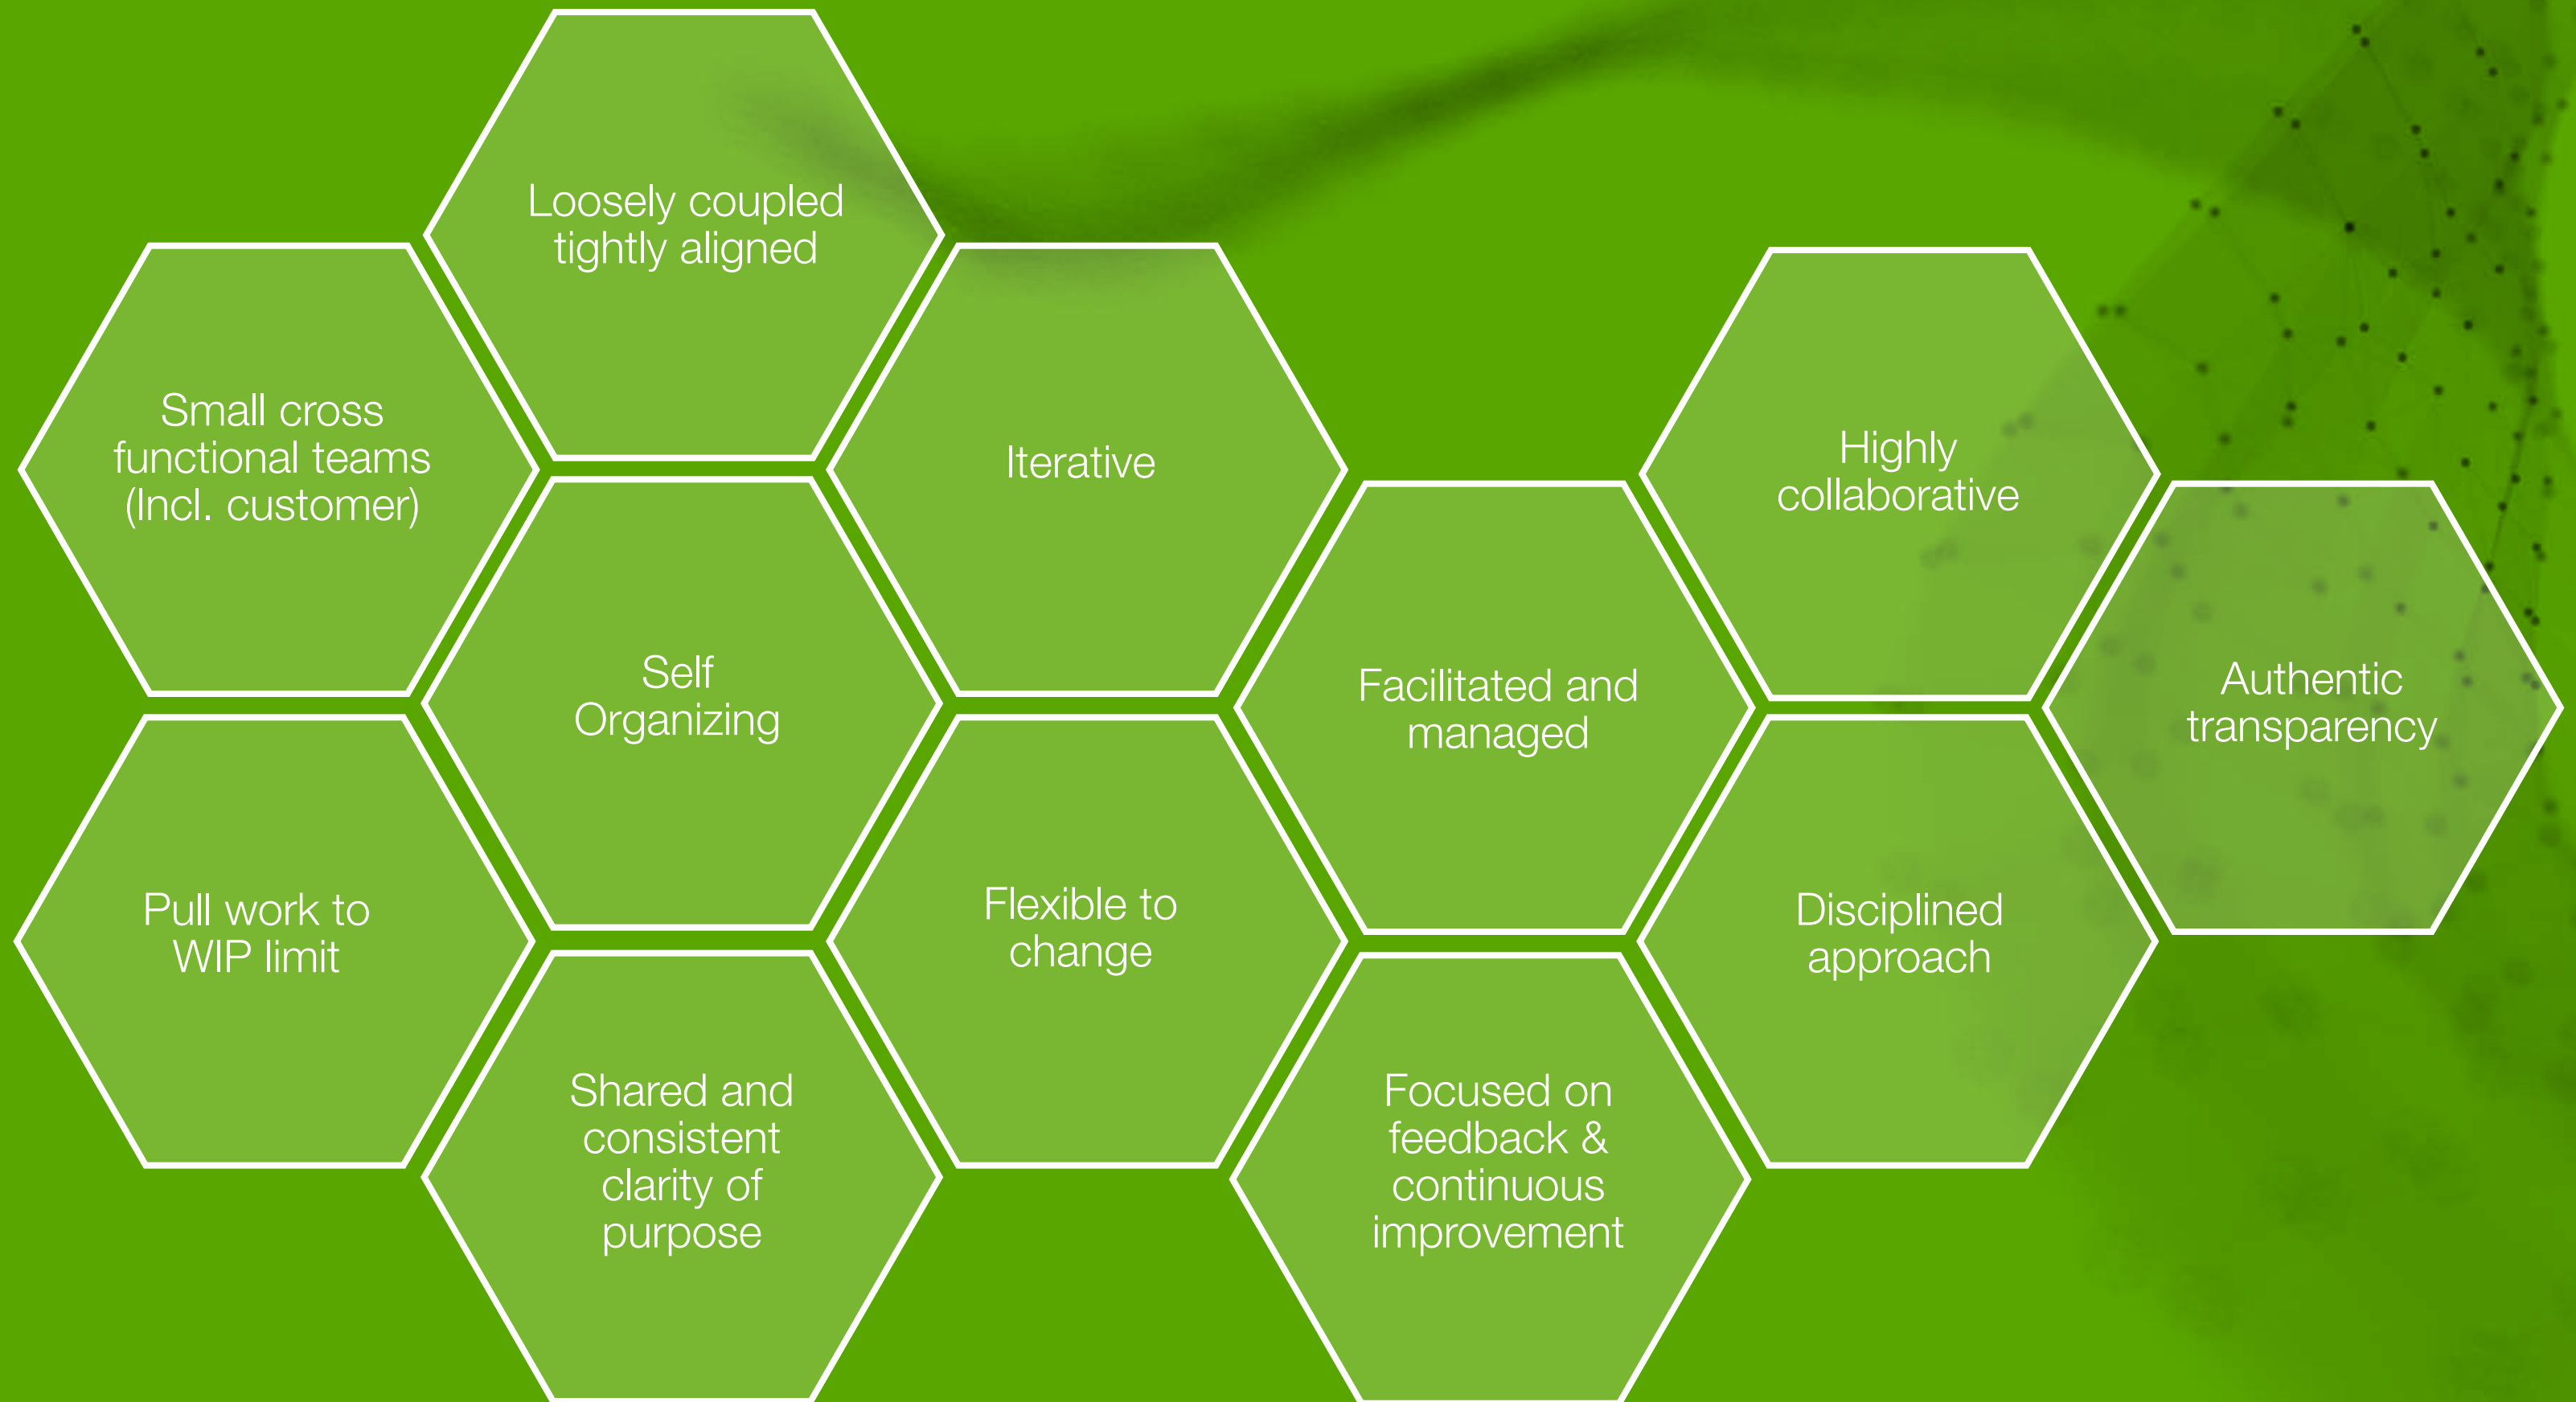 Loosely coupled
tightly aligned
Small cross
functional teams
(Incl. customer)
Iterative
Highly
collaborative
Self
Organizing
Facilitated and
managed
Authentic
transparency
Pull work to
WIP limit
Flexible to
change
Disciplined
approach
Shared and
consistent
clarity of
purpose
Focused on
feedback &
continuous
improvement